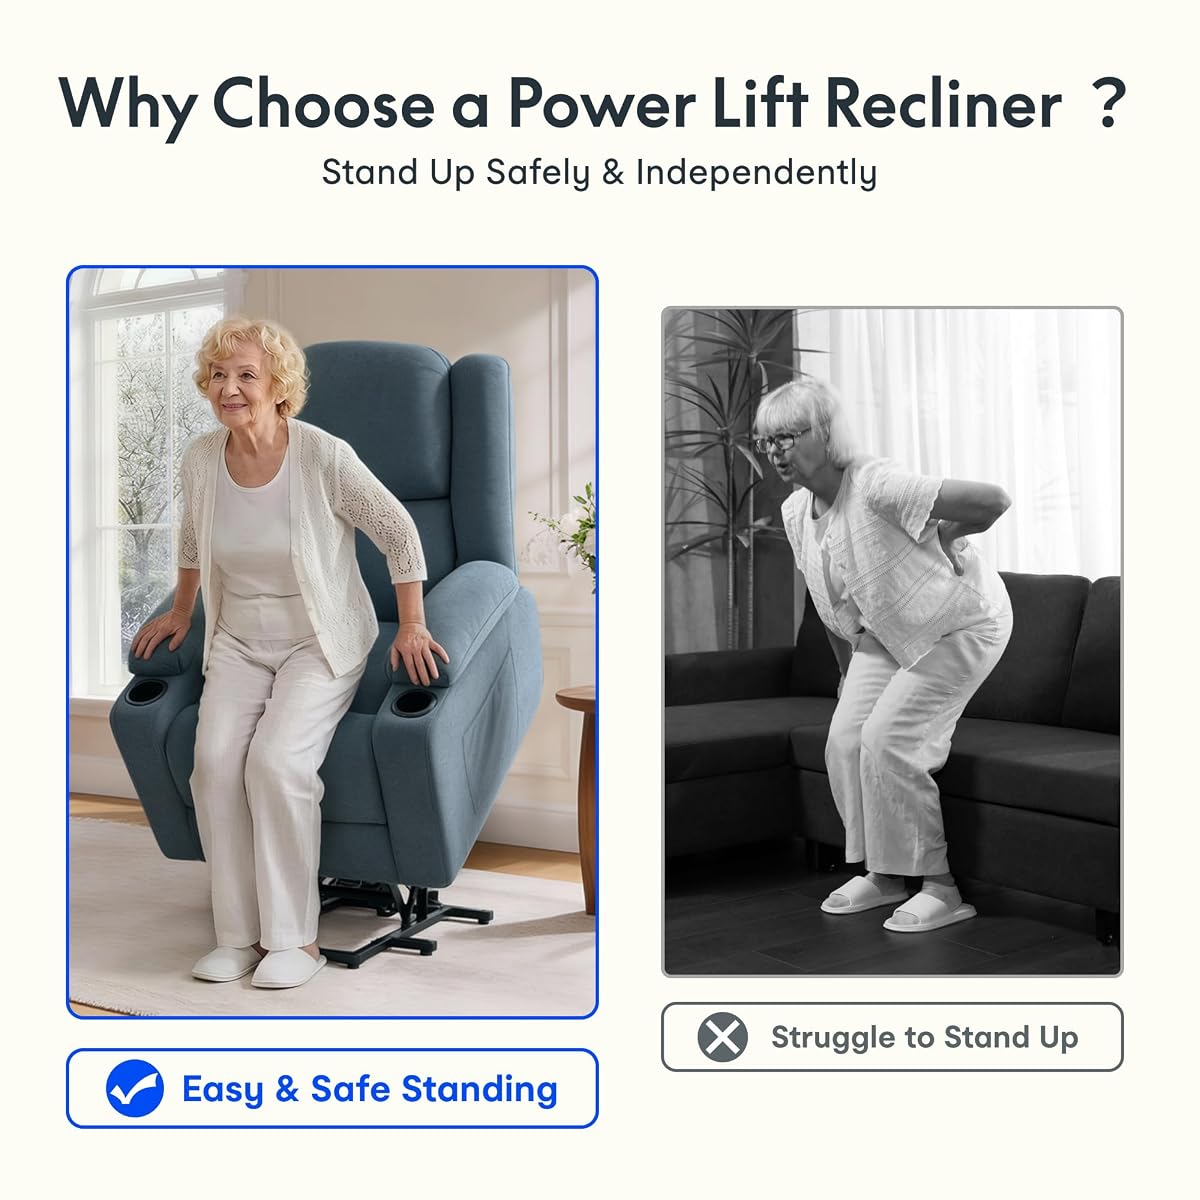 Why Choose a Power Lift Recliner ?
Stand Up Safely & Independently
Easy & Safe Standing
Struggle to Stand Up